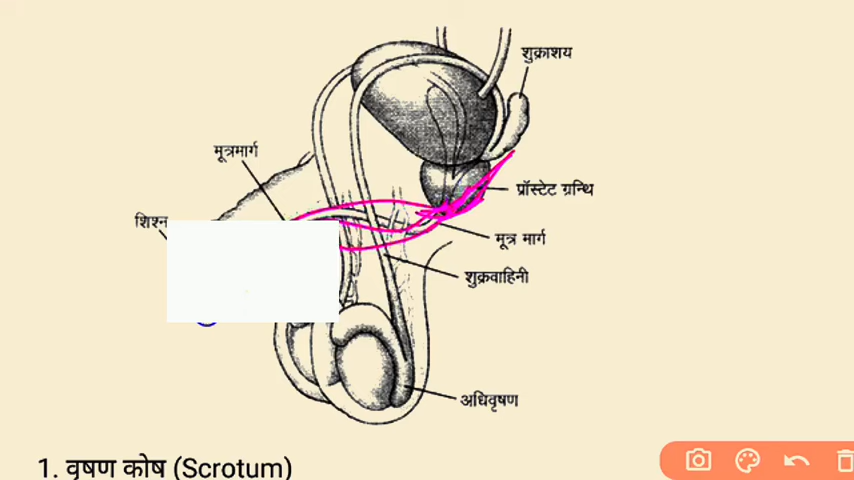 शुक्राशय
मूत्रमार्ग
प्रॉस्टेट ग्रन्थि
शिश्न
मूत्र मार्ग
शुक्रवाहिनी
अधिवृषण
1. वृषण कोष (Scrotum)